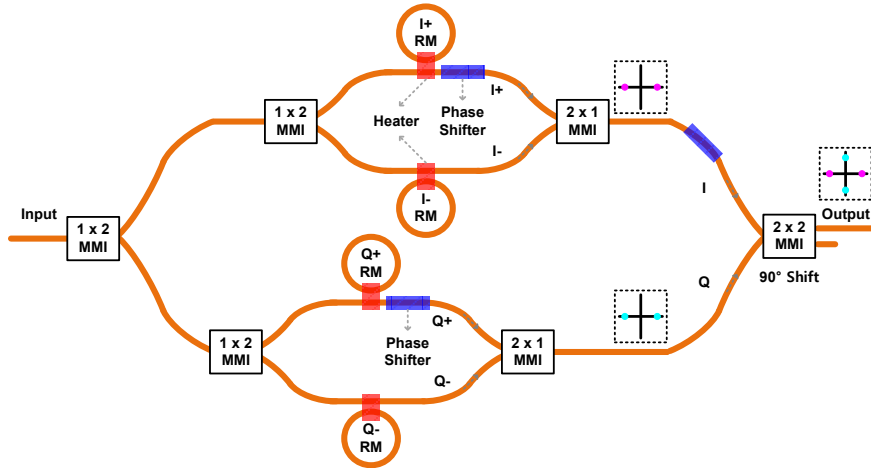 I+
RM
I+
1 x 2
MMI
Heater
Phase
Shifter
2 x 1
MMI
I-
I-
RM
I
Input
1 x 2
MMI
2 x 2
MMI
Output
90° Shift
Q+
RM
Q
Q+
1 x 2
MMI
Phase
Shifter
2 x 1
MMI
Q-
Q-
RM